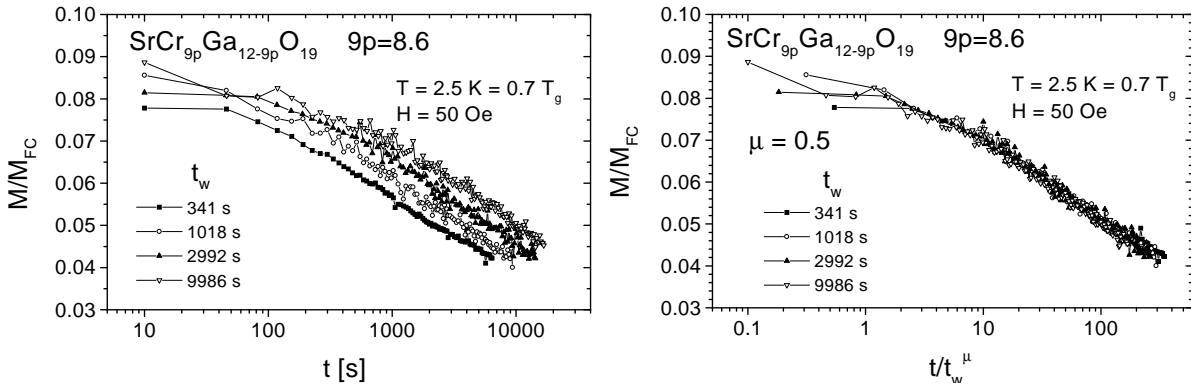 SrCr9pGa12-9pO19 9p=8.6
T = 2.5 K = 0.7 Tg
H = 50 Oe
tw
341 s
1018 s
2992 s
9986 s
M/MFC
0.10
0.09
0.08
0.07
0.06
0.05
0.04
0.03
10 100 1000 10000
t [s]
SrCr9pGa12-9pO19 9p=8.6
T = 2.5 K = 0.7 Tg
H = 50 Oe
μ = 0.5
tw
341 s
1018 s
2992 s
9986 s
M/MFC
0.10
0.09
0.08
0.07
0.06
0.05
0.04
0.03
0.1 1 10 100
t/twμ